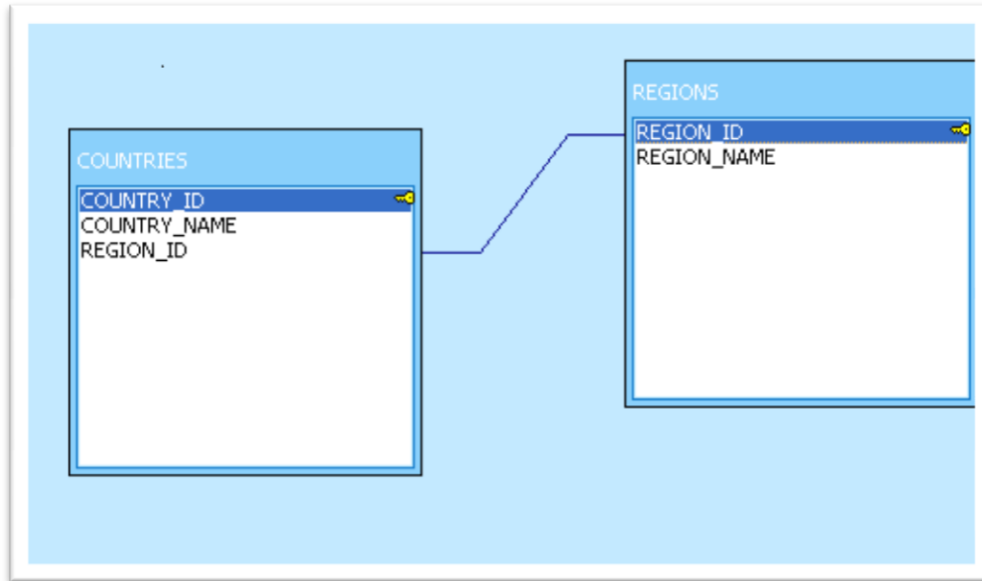 COUNTRIES
COUNTRY_ID
COUNTRY_NAME
REGION_ID
REGIONS
REGION_ID
REGION_NAME